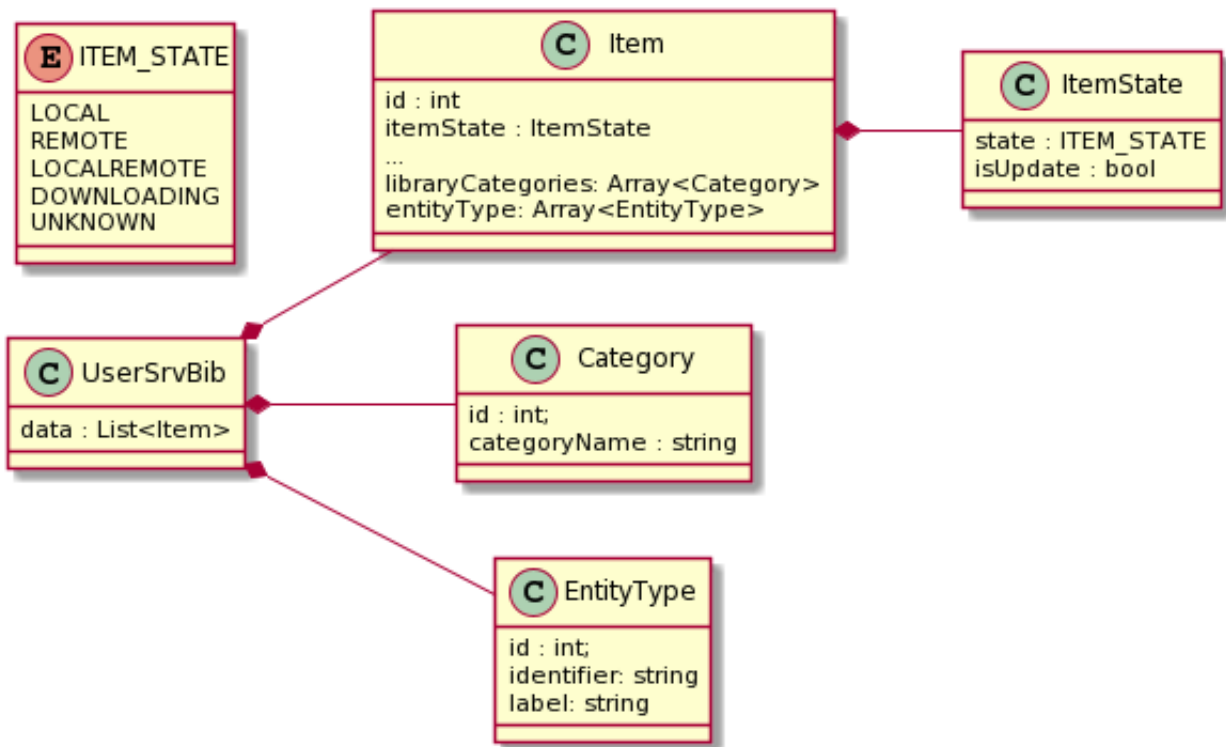 E ITEM_STATE
LOCAL
REMOTE
LOCALREMOTE
DOWNLOADING
UNKNOWN
C Item
id : int
itemState : ItemState
...
libraryCategories: Array<Category>
entityType: Array<EntityType>
C ItemState
state : ITEM_STATE
isUpdate : bool
C UserSrvBib
data : List<Item>
C Category
id : int;
categoryName : string
C EntityType
id : int;
identifier: string
label: string